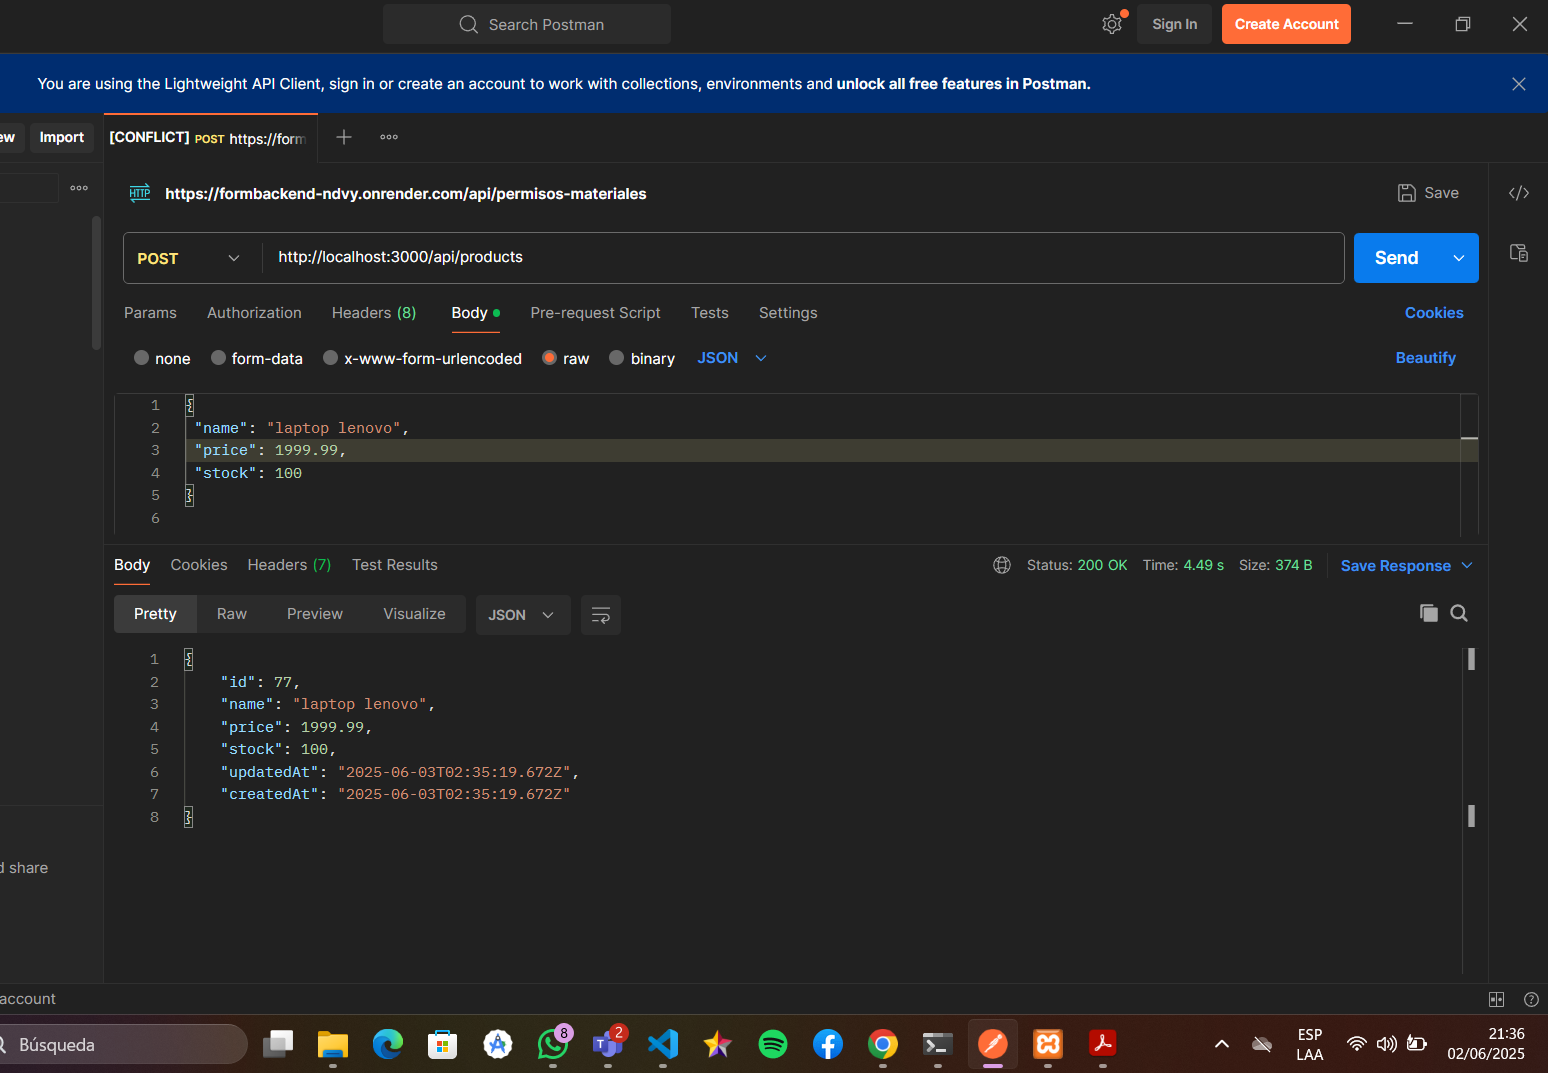 Search Postman
Sign In
Create Account
You are using the Lightweight API Client, sign in or create an account to work with collections, environments and unlock all free features in Postman.
ew
Import
[CONFLICT] POST https://form
HTTP
https://formbackend-ndvy.onrender.com/api/permisos-materiales
Save
POST
http://localhost:3000/api/products
Send
Params Authorization Headers (8) Body Pre-request Script Tests Settings Cookies
none form-data x-www-form-urlencoded raw binary JSON Beautify
1 {
2 "name": "laptop lenovo",
3 "price": 1999.99,
4 "stock": 100
5 }
6
Body Cookies Headers (7) Test Results Status: 200 OK Time: 4.49 s Size: 374 B Save Response
Pretty Raw Preview Visualize JSON
1 {
2 "id": 77,
3 "name": "laptop lenovo",
4 "price": 1999.99,
5 "stock": 100,
6 "updatedAt": "2025-06-03T02:35:19.672Z",
7 "createdAt": "2025-06-03T02:35:19.672Z"
8 }
d share
account
Búsqueda
8
2
ESP
LAA
21:36
02/06/2025